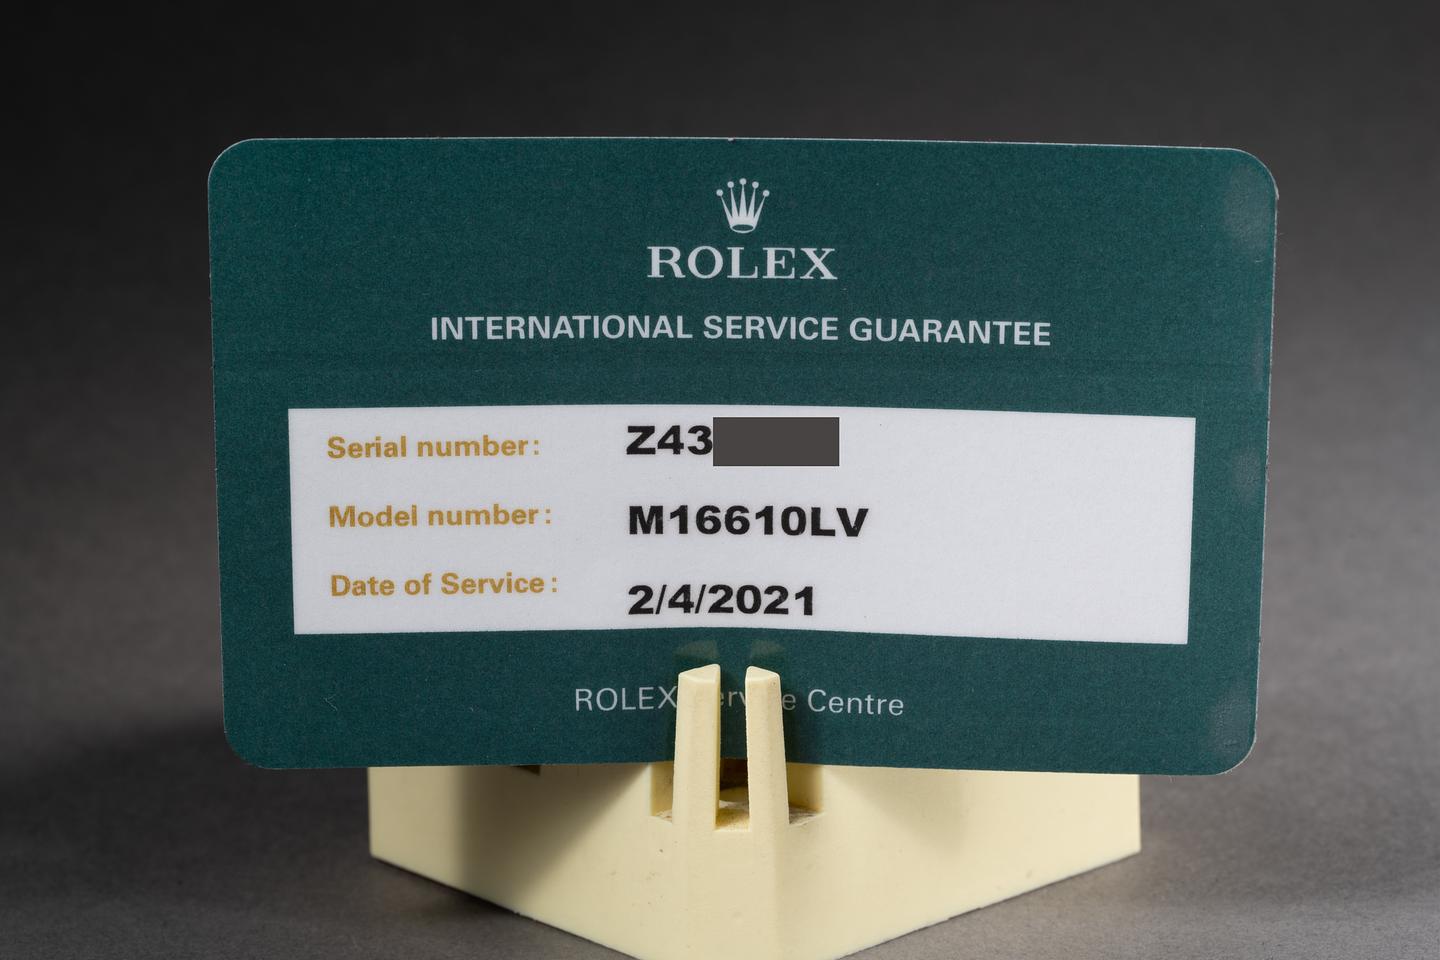 ROLEX
INTERNATIONAL SERVICE GUARANTEE
Serial number: Z43
Model number: M16610LV
Date of Service: 2/4/2021
ROLEX Centre